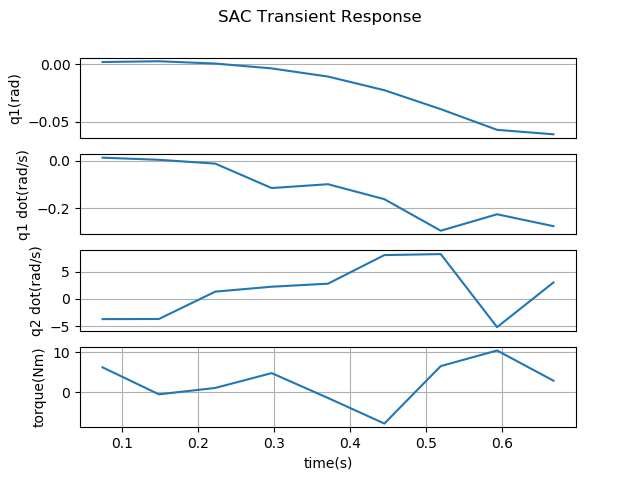 SAC Transient Response
q1(rad)
0.00
−0.05
q1 dot(rad/s)
0.0
−0.2
q2 dot(rad/s)
5
0
−5
torque(Nm)
10
0
0.1 0.2 0.3 0.4 0.5 0.6
time(s)